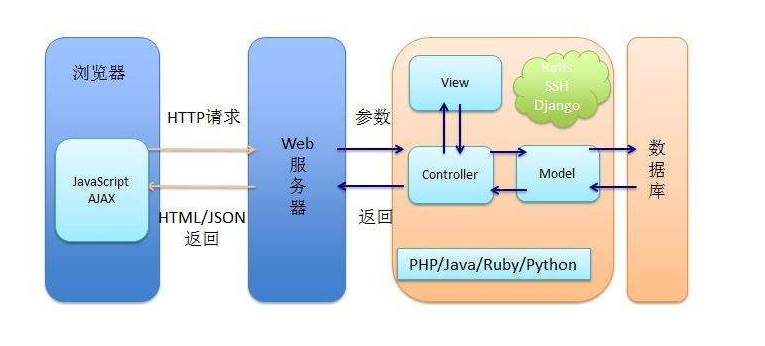 浏览器
JavaScript
AJAX
HTTP请求
HTML/JSON
返回
Web
服
务
器
参数
返回
View
Rails
SSH
Django
Controller
Model
PHP/Java/Ruby/Python
数
据
库